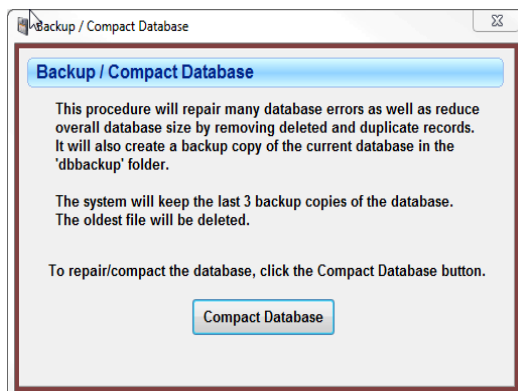 Backup / Compact Database
Backup / Compact Database
This procedure will repair many database errors as well as reduce
overall database size by removing deleted and duplicate records.
It will also create a backup copy of the current database in the
'dbbackup' folder.
The system will keep the last 3 backup copies of the database.
The oldest file will be deleted.
To repair/compact the database, click the Compact Database button.
Compact Database